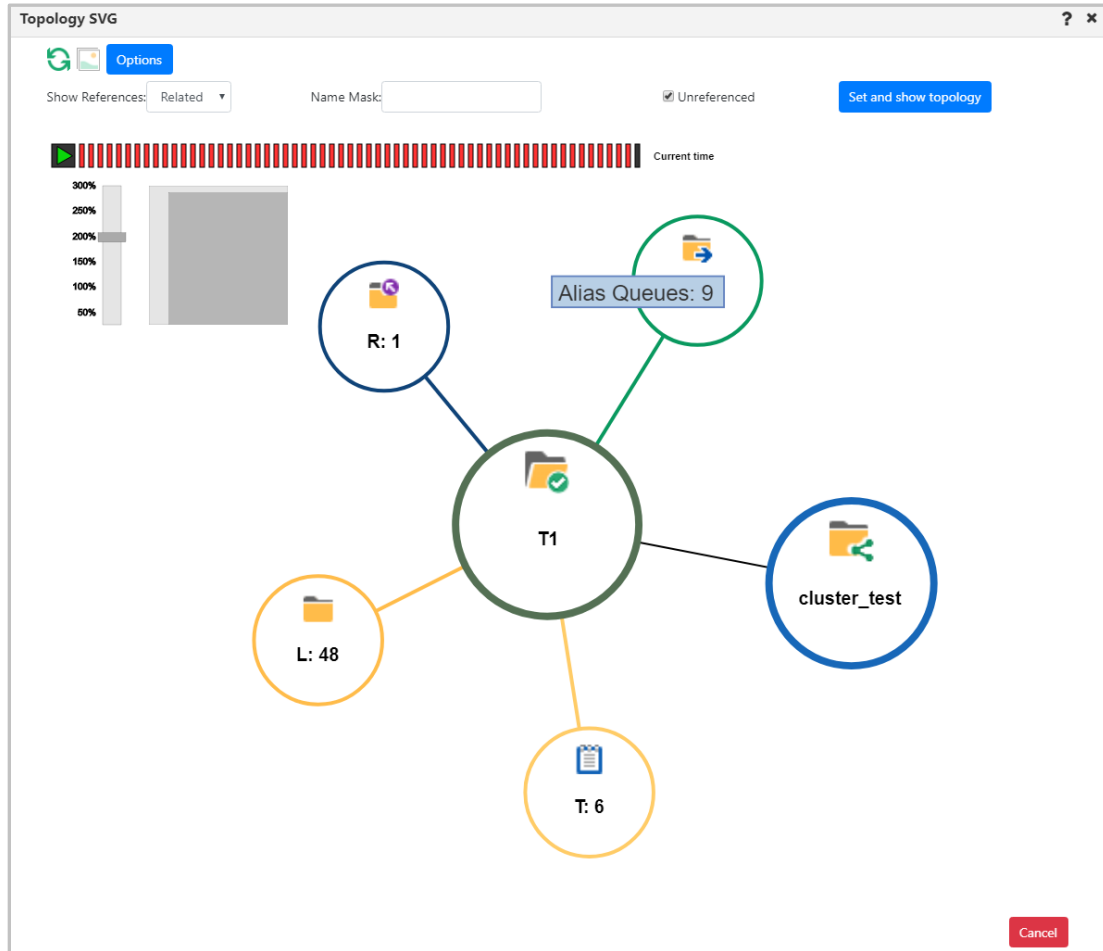 Topology SVG
? ×
Options
Show References: Related
Name Mask:
Unreferenced
Set and show topology
Current time
300%
250%
200%
150%
100%
50%
Alias Queues: 9
R: 1
T1
cluster_test
L: 48
T: 6
Cancel